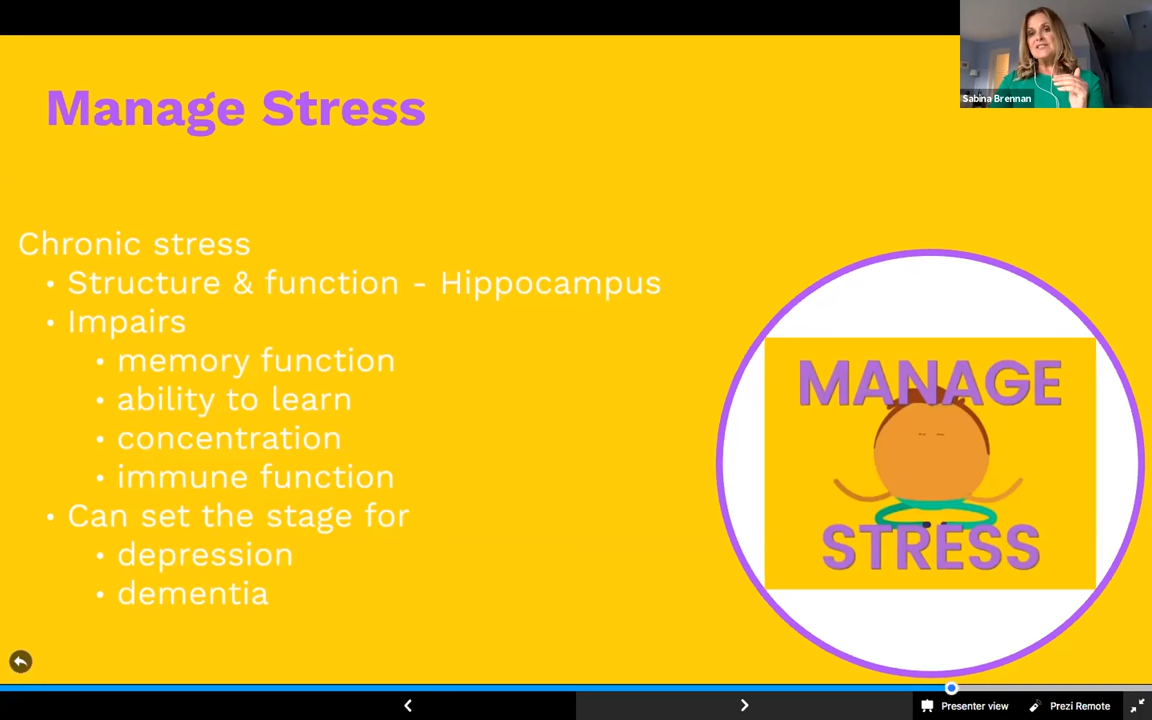 Manage Stress
Sabina Brennan
Chronic stress
• Structure & function - Hippocampus
• Impairs
• memory function
• ability to learn
• concentration
• immune function
• Can set the stage for
• depression
• dementia
MANAGE
STRESS
Presenter view
Prezi Remote